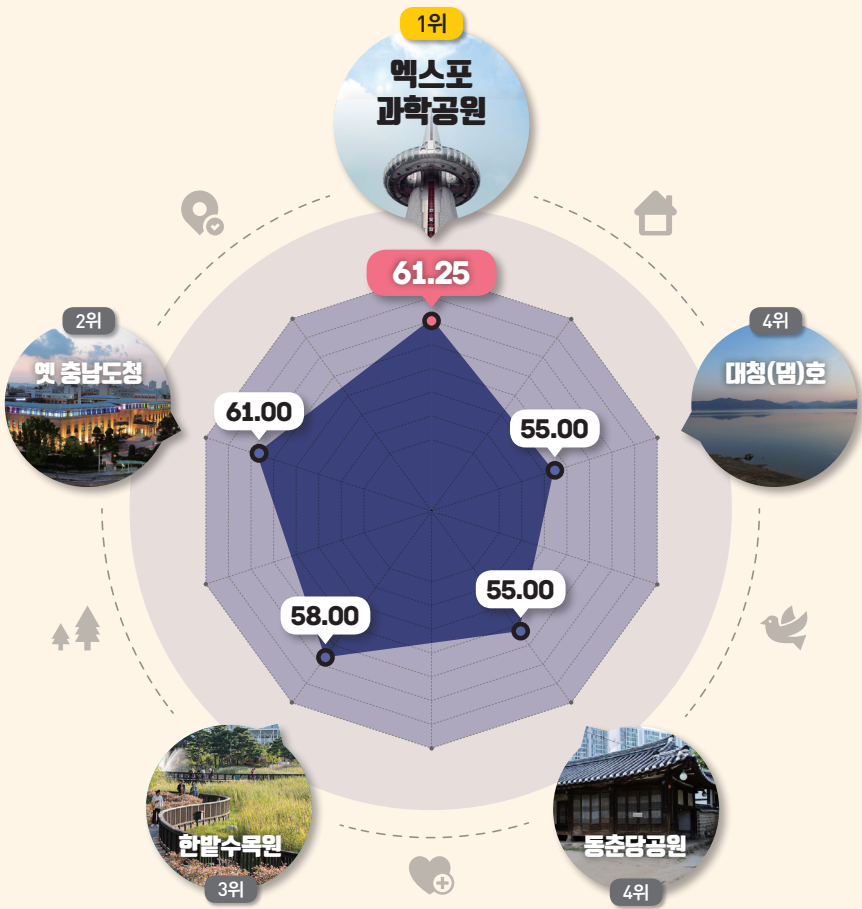 1위
엑스포
과학공원
61.25
2위
옛 충남도청
61.00
4위
대청(댐)호
55.00
58.00
55.00
한밭수목원
3위
동춘당공원
4위